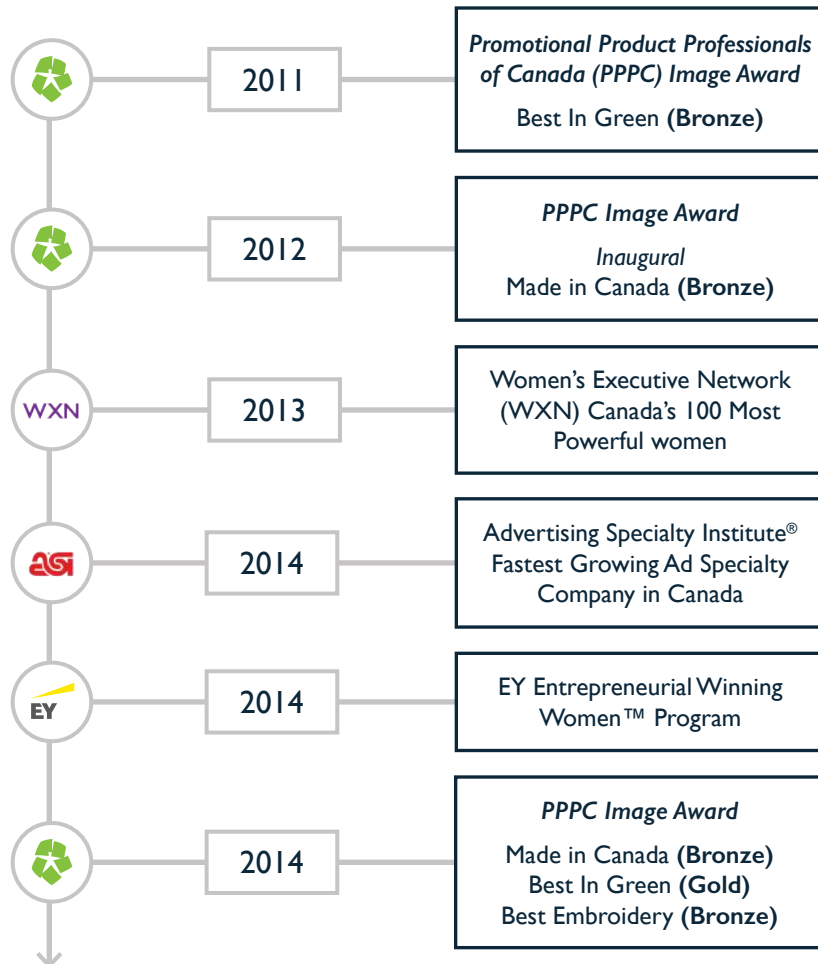 2011
Promotional Product Professionals
of Canada (PPPC) Image Award
Best In Green (Bronze)
2012
PPPC Image Award
Inaugural
Made in Canada (Bronze)
WXN
2013
Women's Executive Network
(WXN) Canada's 100 Most
Powerful women
asi
2014
Advertising Specialty Institute®
Fastest Growing Ad Specialty
Company in Canada
EY
2014
EY Entrepreneurial Winning
Women™ Program
2014
PPPC Image Award
Made in Canada (Bronze)
Best In Green (Gold)
Best Embroidery (Bronze)